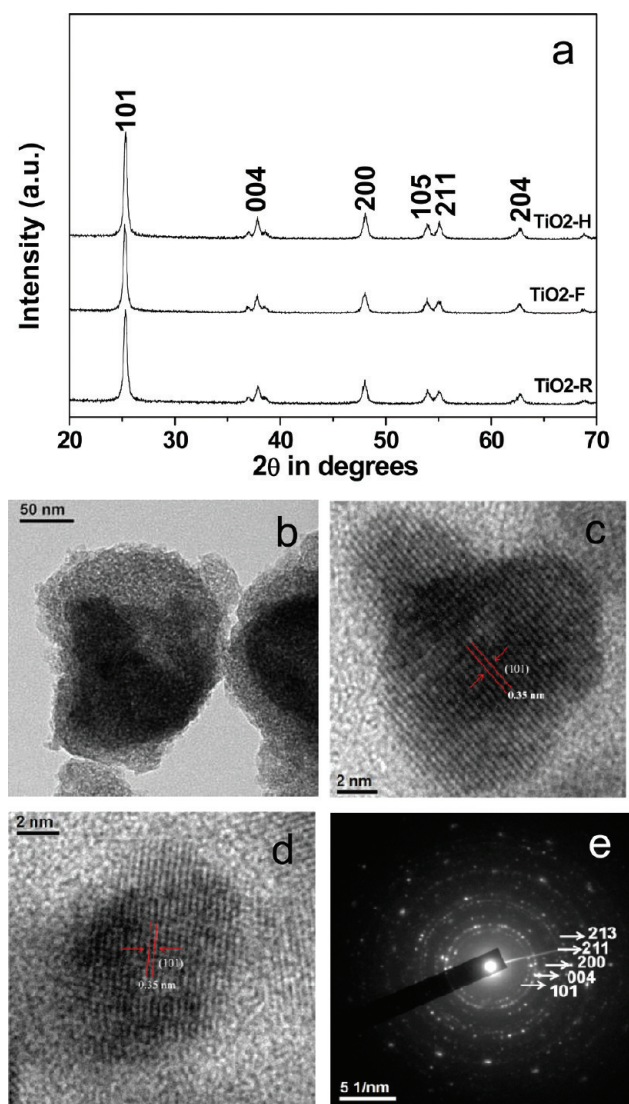 a
101
004
200
105
211
204
TiO2-H
TiO2-F
TiO2-R
Intensity (a.u.)
20 30 40 50 60 70
2θ in degrees
50 nm
b
c
(101)
0.35 nm
2 nm
2 nm
d
(101)
0.35 nm
e
213
211
200
004
101
5 1/nm